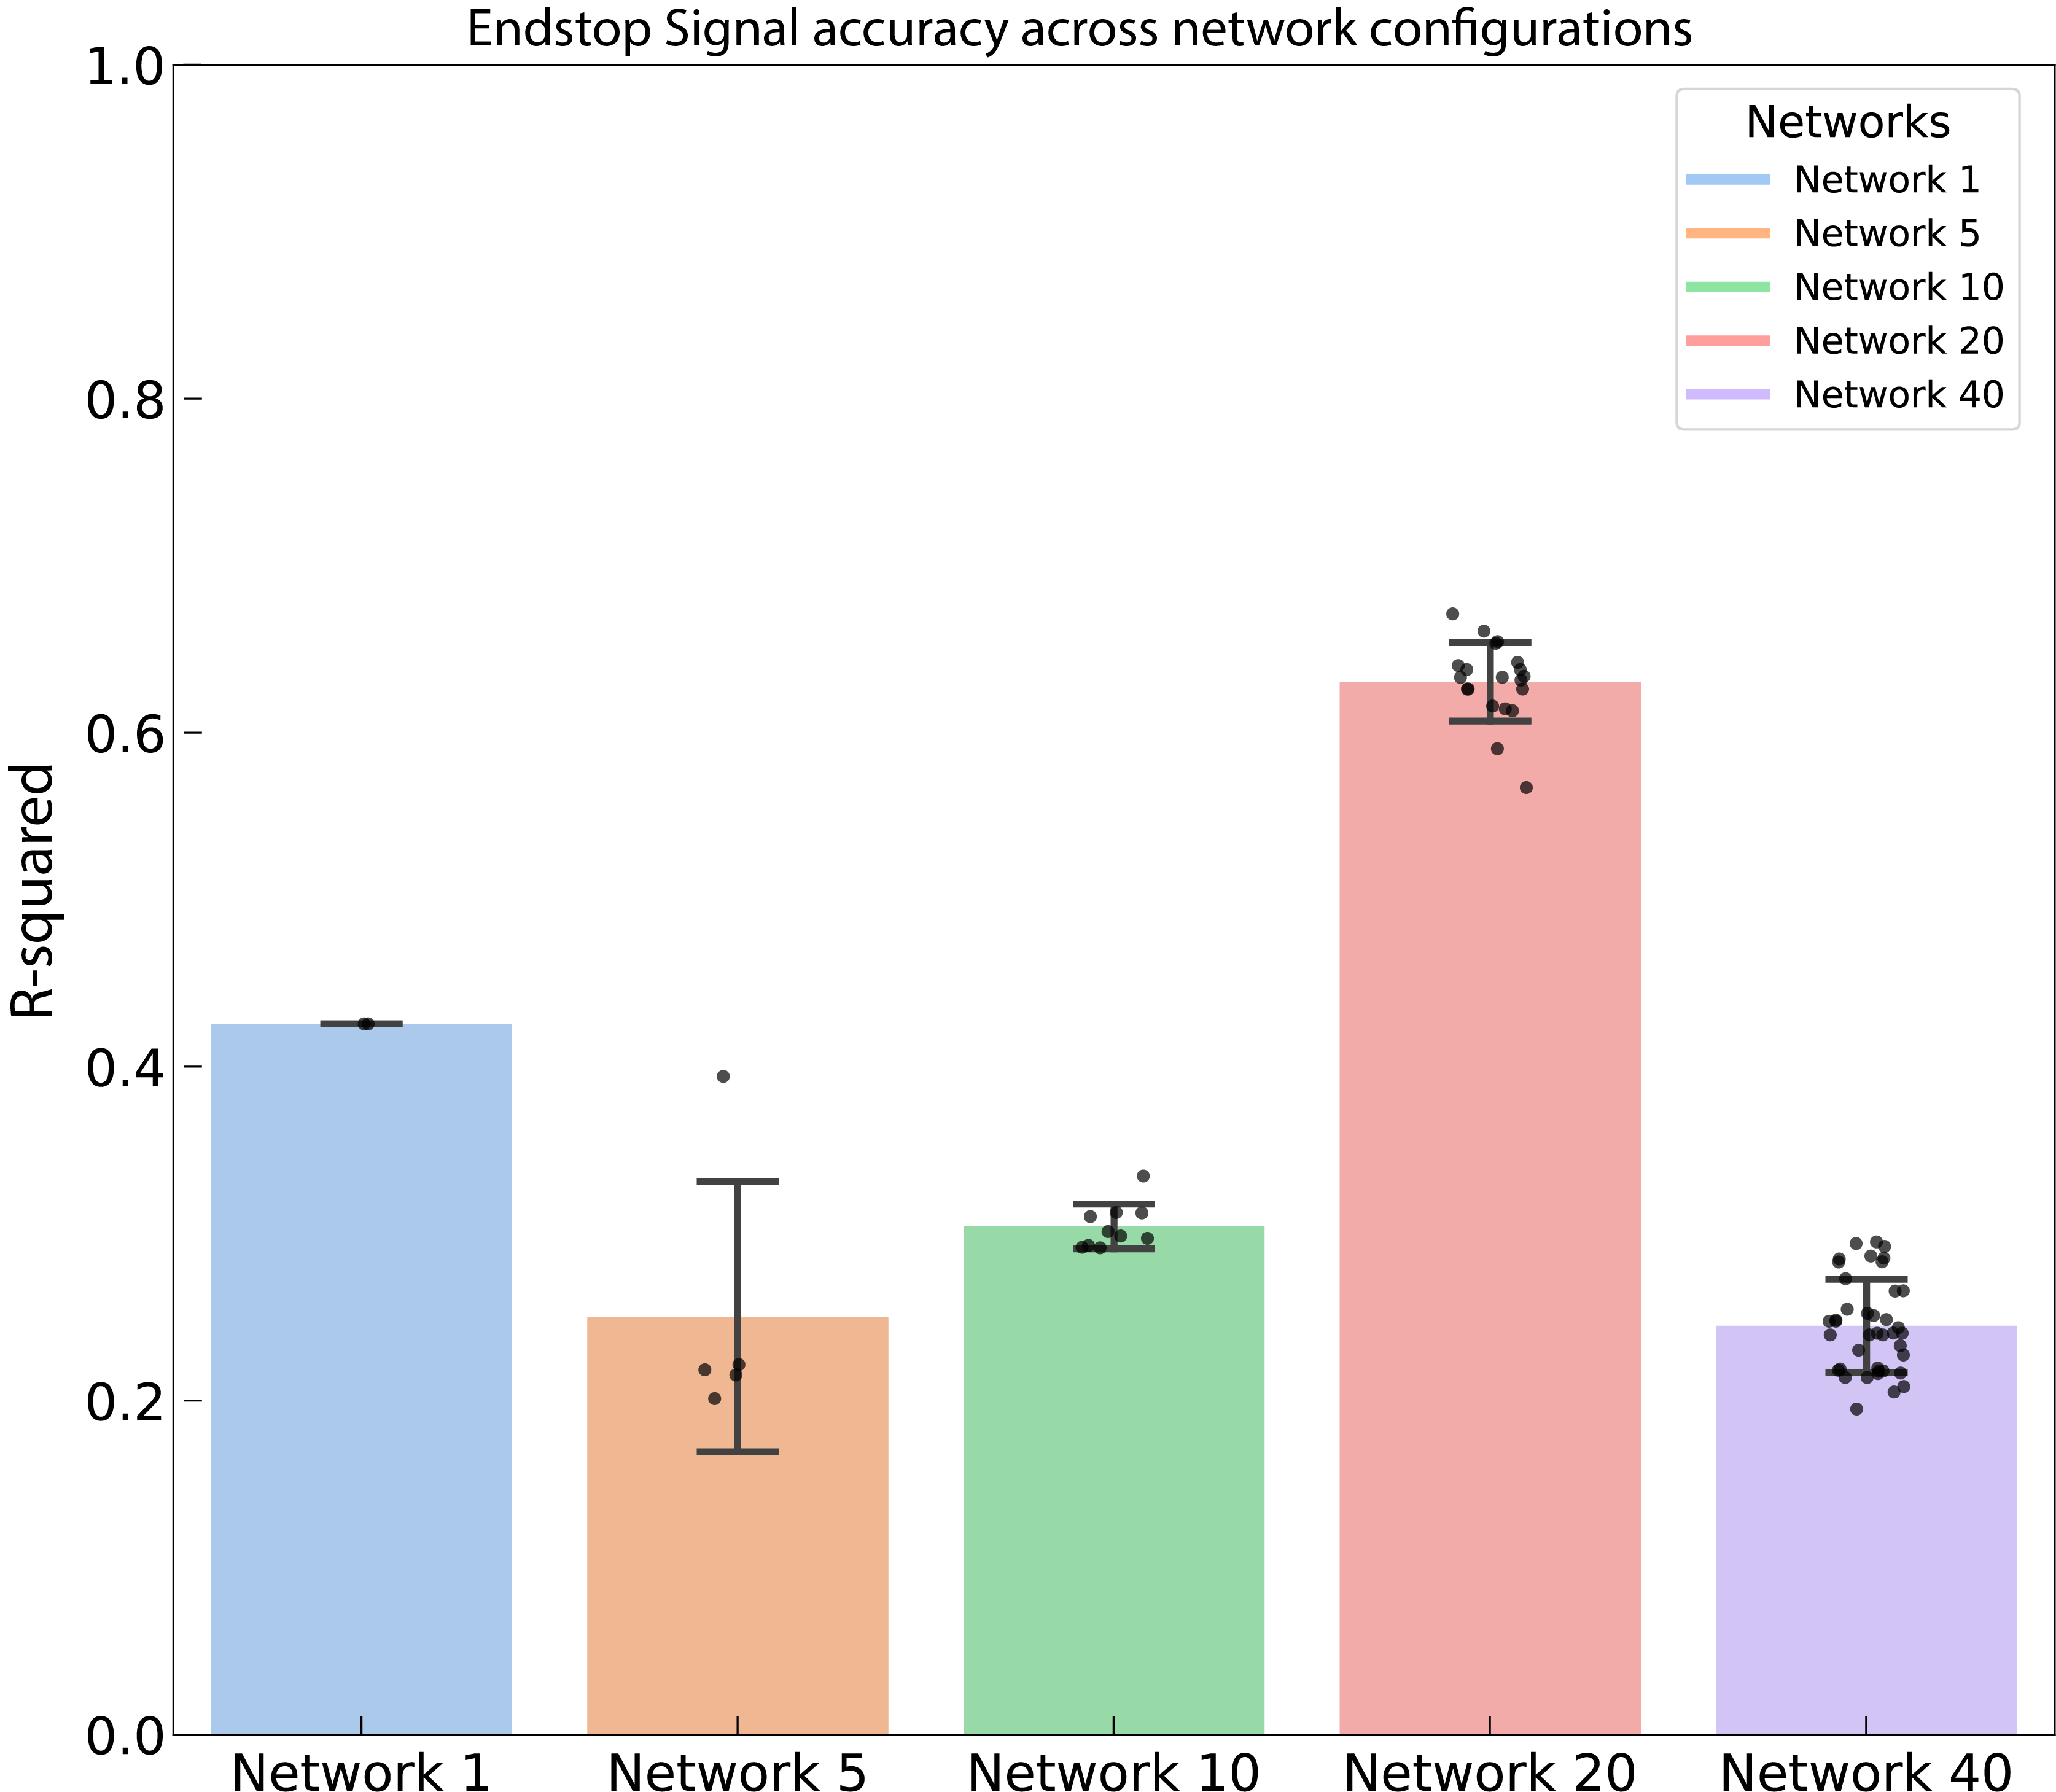 Endstop Signal accuracy across network configurations
1.0
0.8
0.6
0.4
0.2
0.0
R-squared
Networks
Network 1
Network 5
Network 10
Network 20
Network 40
Network 1 Network 5 Network 10 Network 20 Network 40